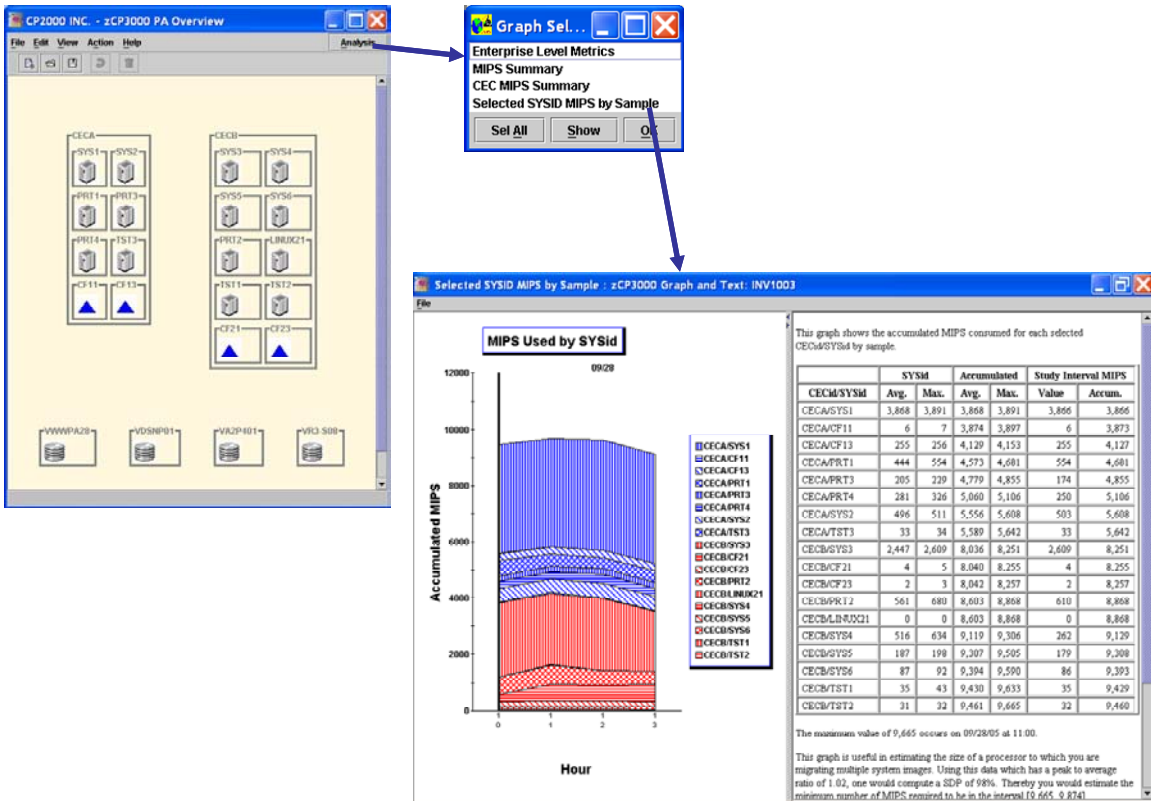 CP2000 INC. - zCP3000 PA Overview
File Edit View Action Help
Analysis
CECA
SYS1 SYS2
PRT1 PRT3
PRT4 TST3
CF11 CF13
CECB
SYS3 SYS4
SYS5 SYS6
PRT2 LINUX21
TST1 TST2
CF21 CF23
VWWPA28 VDSNP01 VA2P401 VR3 S08
Graph Sel...
Enterprise Level Metrics
MIPS Summary
CEC MIPS Summary
Selected SYSID MIPS by Sample
Sel All Show OK
Selected SYSID MIPS by Sample : zCP3000 Graph and Text: INV1003
File
MIPS Used by SYSid
09/28
Accumulated MIPS
12000
10000
8000
6000
4000
2000
0
1 1 1 1
0 1 2 3
Hour
CECA/SYS1
CECA/CF11
CECA/CF13
CECA/PRT1
CECA/PRT3
CECA/PRT4
CECA/SYS2
CECA/TST3
CECB/SYS3
CECB/CF21
CECB/CF23
CECB/PRT2
CECB/LINUX21
CECB/SYS4
CECB/SYS5
CECB/SYS6
CECB/TST1
CECB/TST2
This graph shows the accumulated MIPS consumed for each selected
CECid/SYSid by sample.
SYSid Accumulated Study Interval MIPS
CECid/SYSid Avg. Max. Avg. Max. Value Accum.
CECA/SYS1 3,868 3,891 3,868 3,891 3,866 3,866
CECA/CF11 6 7 3,874 3,897 6 3,873
CECA/CF13 255 256 4,129 4,153 255 4,127
CECA/PRT1 444 554 4,573 4,681 554 4,681
CECA/PRT3 205 229 4,779 4,855 174 4,855
CECA/PRT4 281 326 5,060 5,106 250 5,106
CECA/SYS2 496 511 5,556 5,608 503 5,608
CECA/TST3 33 34 5,589 5,642 33 5,642
CECB/SYS3 2,447 2,609 8,036 8,251 2,609 8,251
CECB/CF21 4 5 8,040 8,255 4 8,255
CECB/CF23 2 3 8,042 8,257 2 8,257
CECB/PRT2 561 680 8,603 8,868 610 8,868
CECB/LINUX21 0 0 8,603 8,868 0 8,868
CECB/SYS4 516 634 9,119 9,306 262 9,129
CECB/SYS5 187 198 9,307 9,505 179 9,308
CECB/SYS6 87 92 9,394 9,590 86 9,393
CECB/TST1 35 43 9,430 9,633 35 9,429
CECB/TST2 31 32 9,461 9,665 32 9,460
The maximum value of 9,665 occurs on 09/28/05 at 11:00.
This graph is useful in estimating the size of a processor to which you are
migrating multiple system images. Using this data which has a peak to average
ratio of 1.02, one would compute a SDP of 98%. Thereby you would estimate the
minimum number of MIPS required to be in the interval [9,665, 9,874]